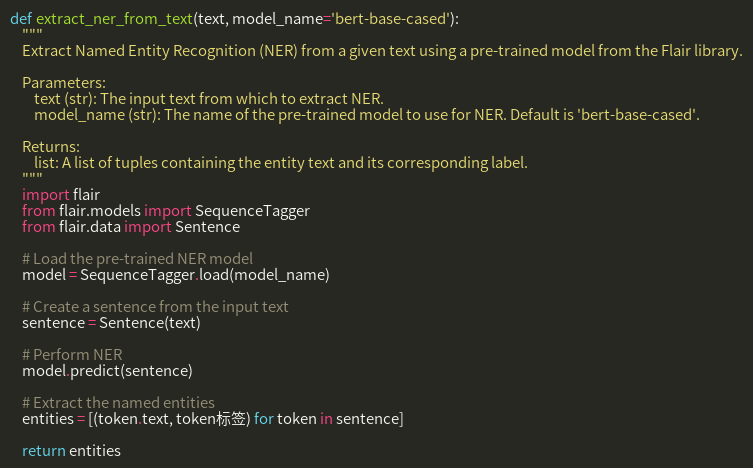 def extract_ner_from_text(text, model_name='bert-base-cased'):
    """
    Extract Named Entity Recognition (NER) from a given text using a pre-trained model from the Flair library.

    Parameters:
        text (str): The input text from which to extract NER.
        model_name (str): The name of the pre-trained model to use for NER. Default is 'bert-base-cased'.

    Returns:
        list: A list of tuples containing the entity text and its corresponding label.
    """
    import flair
    from flair.models import SequenceTagger
    from flair.data import Sentence

    # Load the pre-trained NER model
    model = SequenceTagger.load(model_name)

    # Create a sentence from the input text
    sentence = Sentence(text)

    # Perform NER
    model.predict(sentence)

    # Extract the named entities
    entities = [(token.text, token标签) for token in sentence]

    return entities